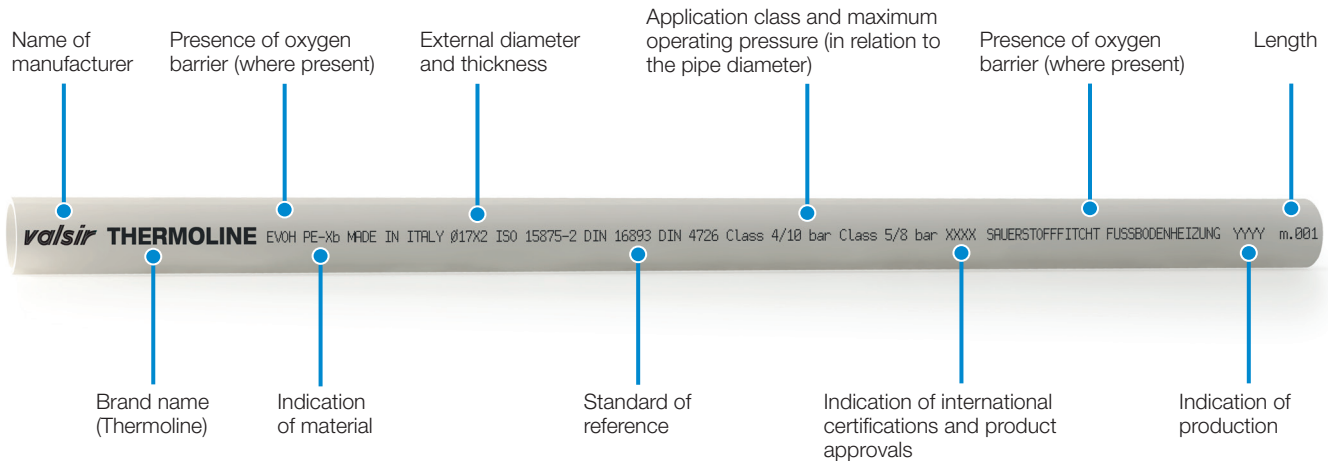 Name of
manufacturer
Presence of oxygen
barrier (where present)
External diameter
and thickness
Application class and maximum
operating pressure (in relation to
the pipe diameter)
Presence of oxygen
barrier (where present)
Length
valsir THERMOLINE EVOH PE-Xb MADE IN ITALY Ø17X2 ISO 15875-2 DIN 16893 DIN 4726 Class 4/10 bar Class 5/8 bar XXXX SAUERSTOFFFITCHT FUSSBODENHEIZUNG YYYY m.001
Brand name
(Thermoline)
Indication
of material
Standard of
reference
Indication of international
certifications and product
approvals
Indication of
production